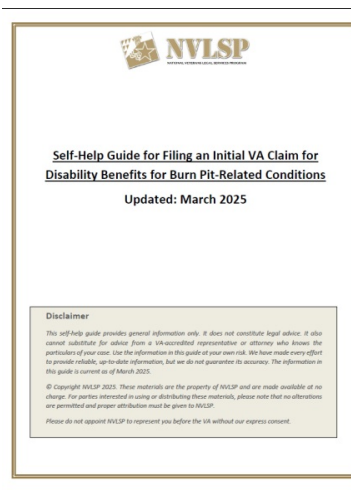 NVLSP
NATIONAL VETERANS LEGAL SERVICES PROGRAM
Self-Help Guide for Filing an Initial VA Claim for
Disability Benefits for Burn Pit-Related Conditions
Updated: March 2025
Disclaimer
This self-help guide provides general information only. It does not constitute legal advice. It also
cannot substitute for advice from a VA-accredited representative or attorney who knows the
particulars of your case. Use the information in this guide at your own risk. We have made every effort
to provide reliable, up-to-date information, but we do not guarantee its accuracy. The information in
this guide is current as of March 2025.
© Copyright NVLSP 2025. These materials are the property of NVLSP and are made available at no
charge. For parties interested in using or distributing these materials, please note that no alterations
are permitted and proper attribution must be given to NVLSP.
Please do not appoint NVLSP to represent you before the VA without our express consent.